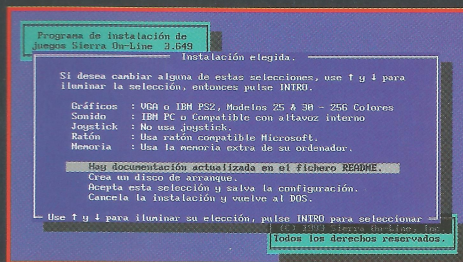 Programa de instalación de
juegos Sierra On-Line 3.649
Instalación elegida.
Si desea cambiar alguna de estas selecciones, use ↑ y ↓ para
iluminar la selección, entonces pulse INTRO.
Gráficos : VGA o IBM PS2, Modelos 25 & 30 - 256 Colores
Sonido : IBM PC o Compatible con altavoz interno
Joystick : No usa joystick.
Ratón : Usa ratón compatible Microsoft.
Memoria : Usa la memoria extra de su ordenador.
Hay documentación actualizada en el fichero README.
Crea un disco de arranque.
Acepta esta selección y salva la configuración.
Cancela la instalación y vuelve al DOS.
Use ↑ y ↓ para iluminar su elección, pulse INTRO para seleccionar
Sierra On-Line, Inc.
Todos los derechos reservados.